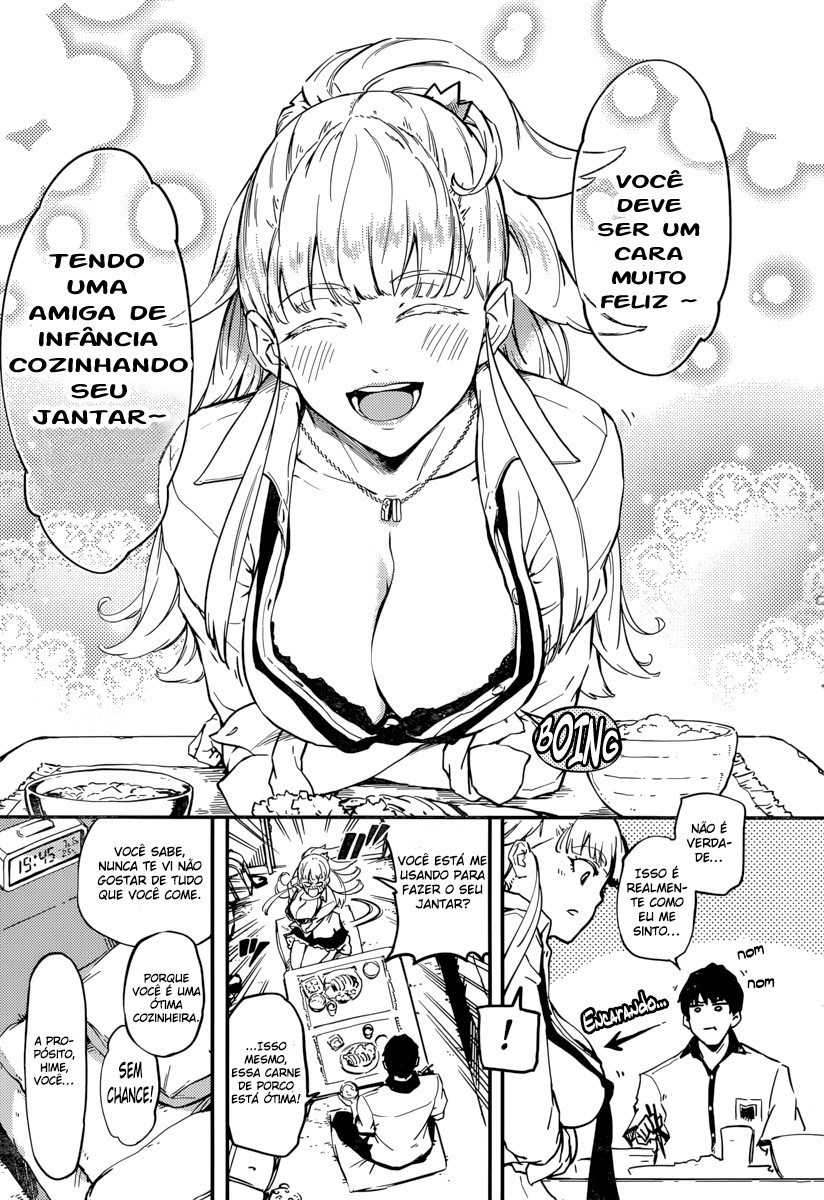 VOCÊ
DEVE
SER UM
CARA
MUITO
FELIZ ~
TENDO
UMA
AMIGA DE
INFÂNCIA
COZINHANDO
SEU
JANTAR~
BOING
NÃO É
VERDA-
DE...
ISSO É
REALMEN-
TE COMO
EU ME
SINTO...
nom
nom
Encarando...
!
VOCÊ ESTÁ ME
USANDO PARA
FAZER O SEU
JANTAR?
...ISSO
MESMO,
ESSA CARNE
DE PORCO
ESTÁ ÓTIMA!
19:45
VOCÊ SABE,
NUNCA TE VI NÃO
GOSTAR DE TUDO
QUE VOCÊ COME.
PORQUE
VOCÊ É UMA
ÓTIMA
COZINHEIRA.
SEM
CHANCE!
A PRO-
PÓSITO,
HIME,
VOCÊ...